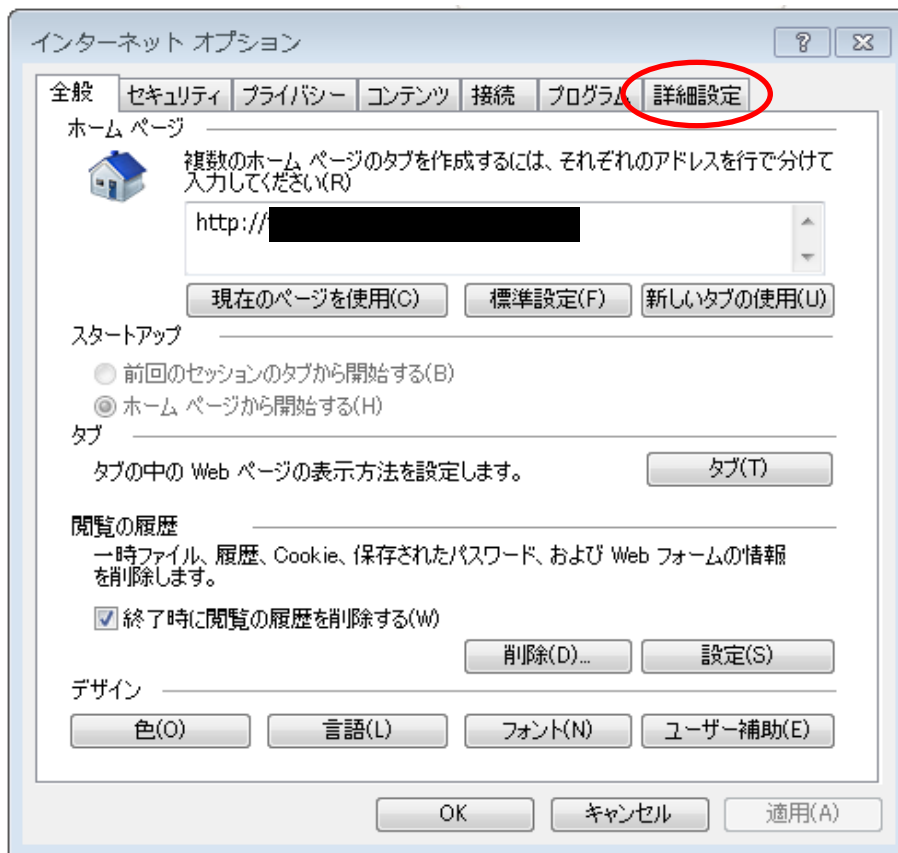 インターネット オプション
全般 セキュリティ プライバシー コンテンツ 接続 プログラム 詳細設定
ホーム ページ
複数のホーム ページのタブを作成するには、それぞれのアドレスを行で分けて
入力してください(R)
http://
現在のページを使用(C) 標準設定(F) 新しいタブの使用(U)
スタートアップ
前回のセッションのタブから開始する(B)
ホーム ページから開始する(H)
タブ
タブの中の Web ページの表示方法を設定します。 タブ(T)
閲覧の履歴
一時ファイル、履歴、Cookie、保存されたパスワード、および Web フォームの情報
を削除します。
終了時に閲覧の履歴を削除する(W)
削除(D)... 設定(S)
デザイン
色(O) 言語(L) フォント(N) ユーザー補助(E)
OK キャンセル 適用(A)